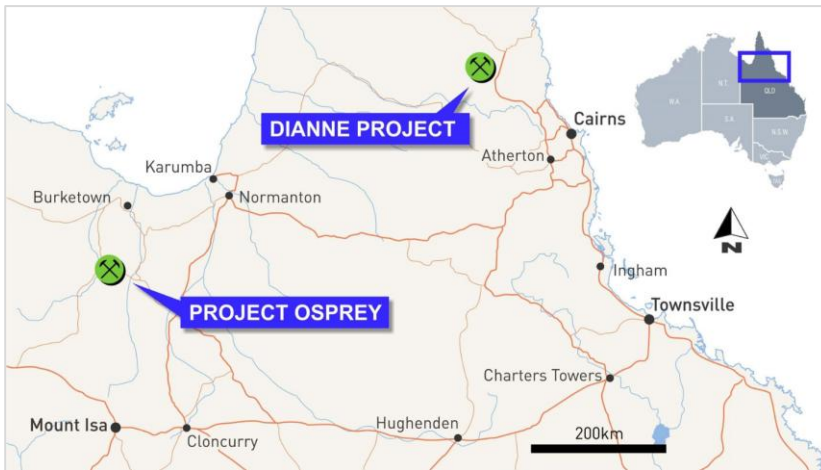 DIANNE PROJECT
Cairns
Atherton
Karumba
Burketown
Normanton
Ingham
PROJECT OSPREY
Townsville
Charters Towers
Mount Isa
Cloncurry
Hughenden
200km
W.A
N.T
QLD
S.A
N.S.W
N